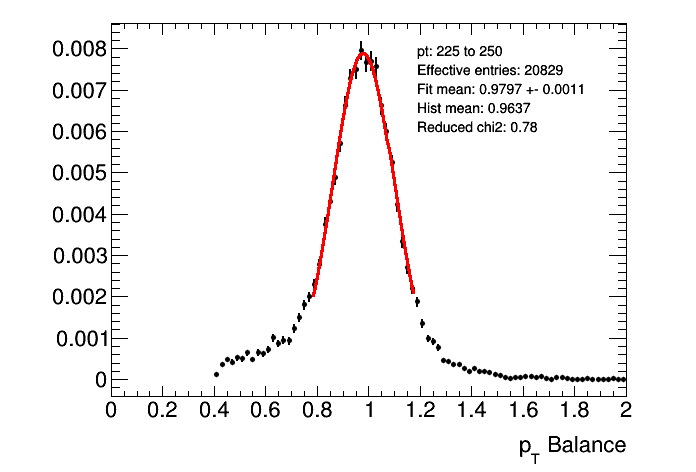 0.008
0.007
0.006
0.005
0.004
0.003
0.002
0.001
0
pt: 225 to 250
Effective entries: 20829
Fit mean: 0.9797 +- 0.0011
Hist mean: 0.9637
Reduced chi2: 0.78
0 0.2 0.4 0.6 0.8 1 1.2 1.4 1.6 1.8 2
pT Balance